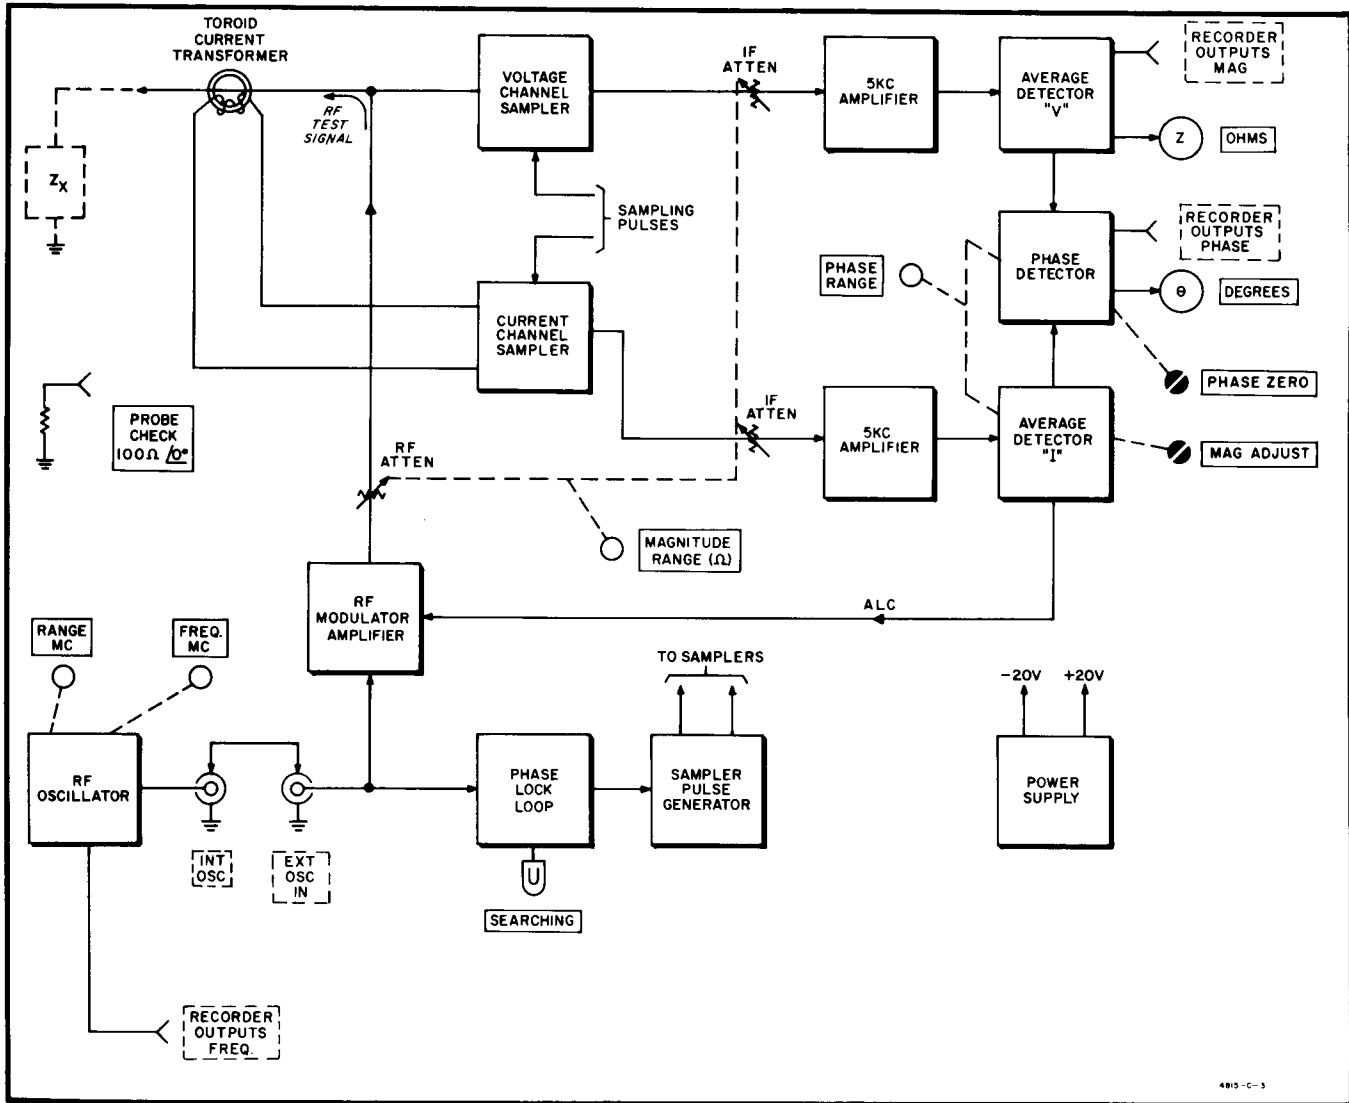 TOROID
CURRENT
TRANSFORMER
RF
TEST
SIGNAL
VOLTAGE
CHANNEL
SAMPLER
IF
ATTEN
5KC
AMPLIFIER
AVERAGE
DETECTOR
"V"
RECORDER
OUTPUTS
MAG
Z
OHMS
ZX
SAMPLING
PULSES
RECORDER
OUTPUTS
PHASE
PHASE
RANGE
PHASE
DETECTOR
θ
DEGREES
CURRENT
CHANNEL
SAMPLER
PHASE ZERO
PROBE
CHECK
100Ω /0°
IF
ATTEN
5KC
AMPLIFIER
AVERAGE
DETECTOR
"I"
MAG ADJUST
RF
ATTEN
MAGNITUDE
RANGE (Ω)
RF
MODULATOR
AMPLIFIER
ALC
RANGE
MC
FREQ.
MC
TO SAMPLERS
-20V +20V
RF
OSCILLATOR
PHASE
LOCK
LOOP
SAMPLER
PULSE
GENERATOR
POWER
SUPPLY
INT
OSC
EXT
OSC
IN
SEARCHING
RECORDER
OUTPUTS
FREQ.
4815-C-3